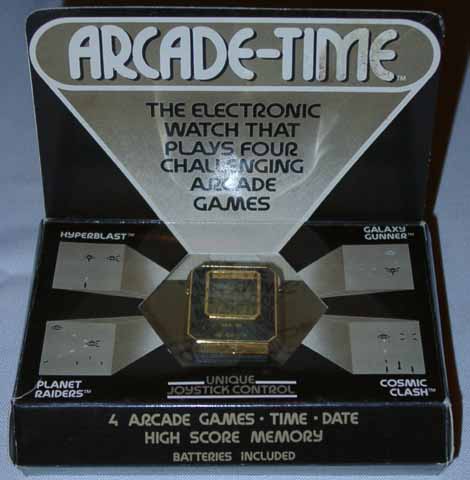 ARCADE-TIME™
THE ELECTRONIC
WATCH THAT
PLAYS FOUR
CHALLENGING
ARCADE
GAMES
HYPERBLAST™
GALAXY
GUNNER™
PLANET
RAIDERS™
UNIQUE
JOYSTICK CONTROL
COSMIC
CLASH™
4 ARCADE GAMES · TIME · DATE
HIGH SCORE MEMORY
BATTERIES INCLUDED